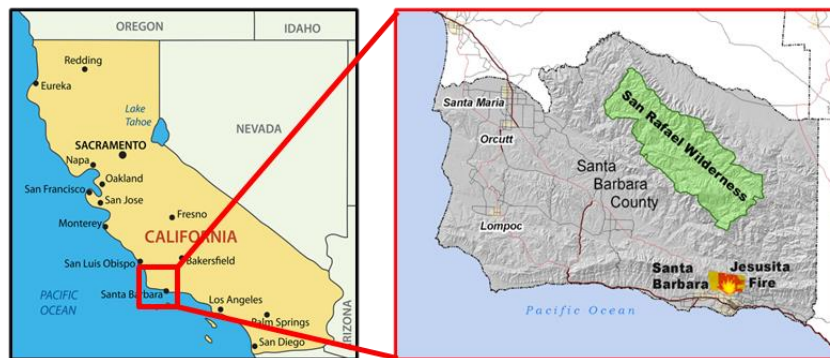 OREGON
IDAHO
Redding
Eureka
Lake
Tahoe
NEVADA
SACRAMENTO
Napa
Oakland
San Francisco
San Jose
Monterey
Fresno
CALIFORNIA
San Luis Obispo
Bakersfield
PACIFIC
OCEAN
Santa Barbara
Los Angeles
Palm Springs
San Diego
ARIZONA
Santa Maria
Orcutt
San Rafael Wilderness
Santa
Barbara
County
Lompoc
Santa
Barbara
Jesusita
Fire
Pacific Ocean